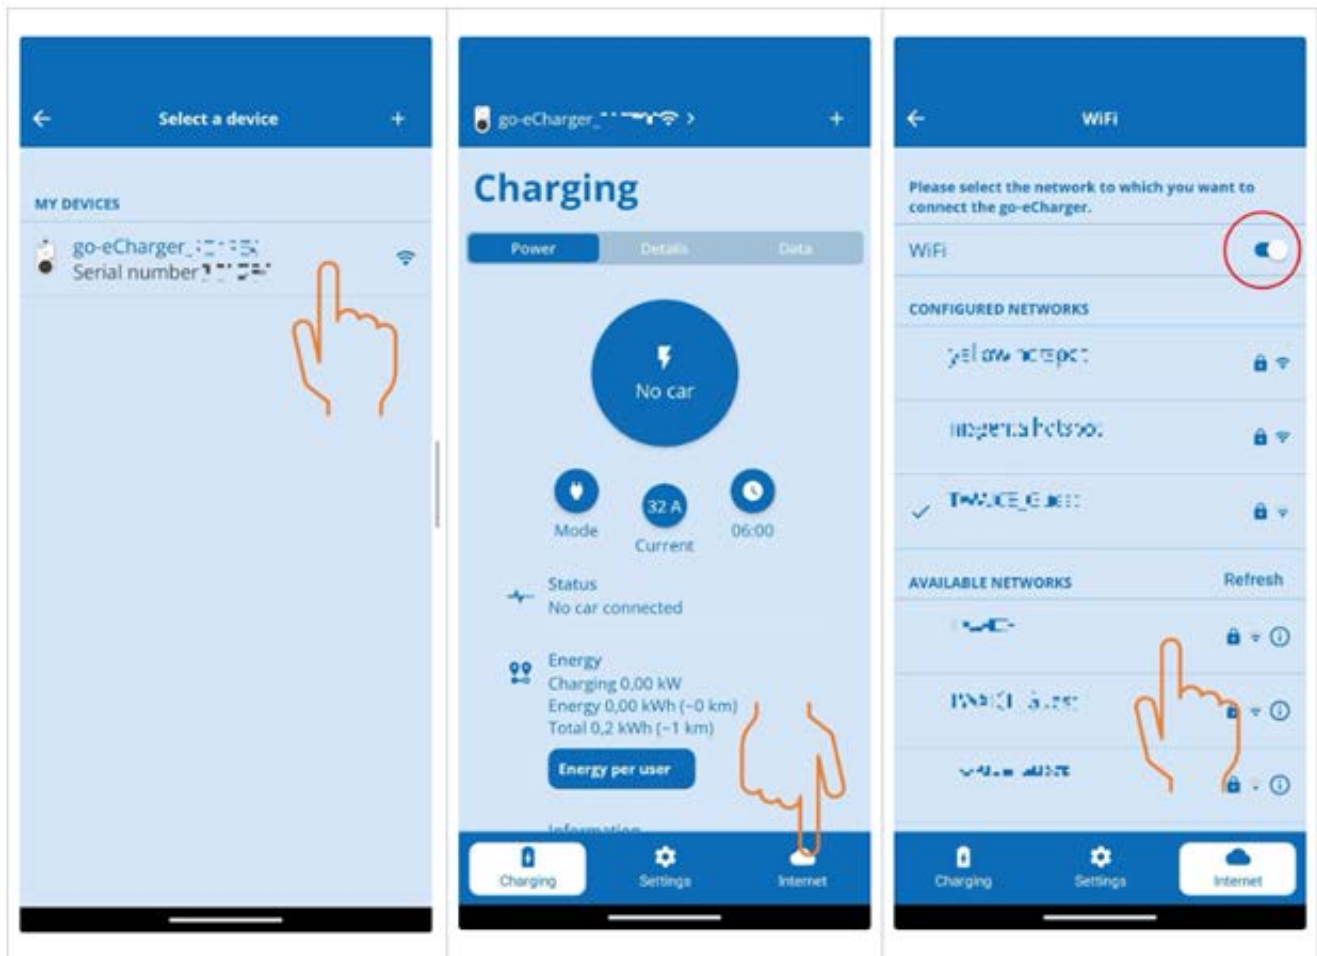 Select a device
+
MY DEVICES
go-eCharger_
Serial number
go-eCharger_ >
+
Charging
Power
Details
Data
No car
Mode
32 A
Current
06:00
Status
No car connected
Energy
Charging 0,00 kW
Energy 0,00 kWh (~0 km)
Total 0,2 kWh (~1 km)
Energy per user
Information
Charging
Settings
Internet
WiFi
Please select the network to which you want to
connect the go-eCharger.
WiFi
CONFIGURED NETWORKS
AVAILABLE NETWORKS
Refresh
Charging
Settings
Internet